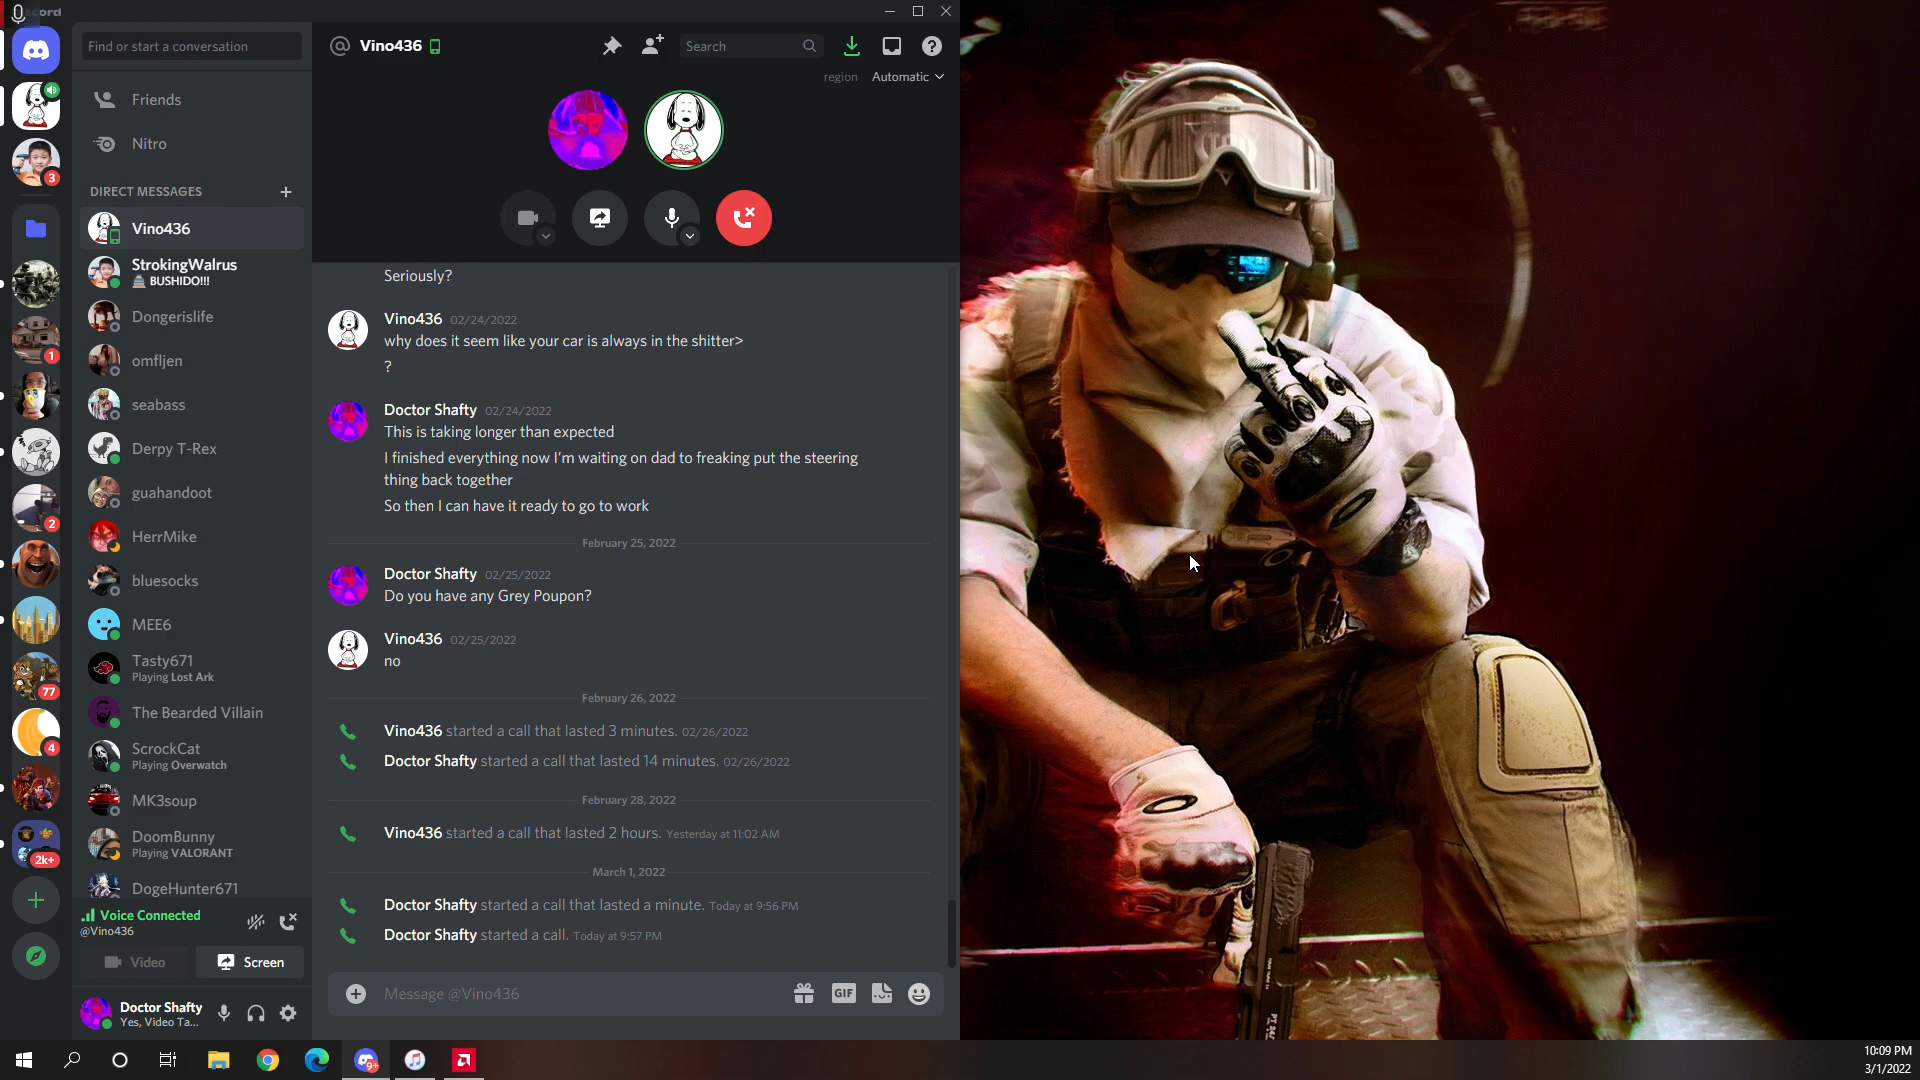 Discord
Find or start a conversation
Friends
Nitro
DIRECT MESSAGES
Vino436
StrokingWalrus
BUSHIDO!!!
Dongerislife
omfljen
seabass
Derpy T-Rex
guahandoot
HerrMike
bluesocks
MEE6
Tasty671
Playing Lost Ark
The Bearded Villain
ScrockCat
Playing Overwatch
MK3soup
DoomBunny
Playing VALORANT
DogeHunter671
Voice Connected
@Vino436
Video
Screen
Doctor Shafty
Yes, Video Ta...
3
1
2
77
4
2k+
@ Vino436
Search
region Automatic
Seriously?
Vino436 02/24/2022
why does it seem like your car is always in the shitter>
?
Doctor Shafty 02/24/2022
This is taking longer than expected
I finished everything now I'm waiting on dad to freaking put the steering
thing back together
So then I can have it ready to go to work
February 25, 2022
Doctor Shafty 02/25/2022
Do you have any Grey Poupon?
Vino436 02/25/2022
no
February 26, 2022
Vino436 started a call that lasted 3 minutes. 02/26/2022
Doctor Shafty started a call that lasted 14 minutes. 02/26/2022
February 28, 2022
Vino436 started a call that lasted 2 hours. Yesterday at 11:02 AM
March 1, 2022
Doctor Shafty started a call that lasted a minute. Today at 9:56 PM
Doctor Shafty started a call. Today at 9:57 PM
Message @Vino436
GIF
PT 24/
9+
10:09 PM
3/1/2022